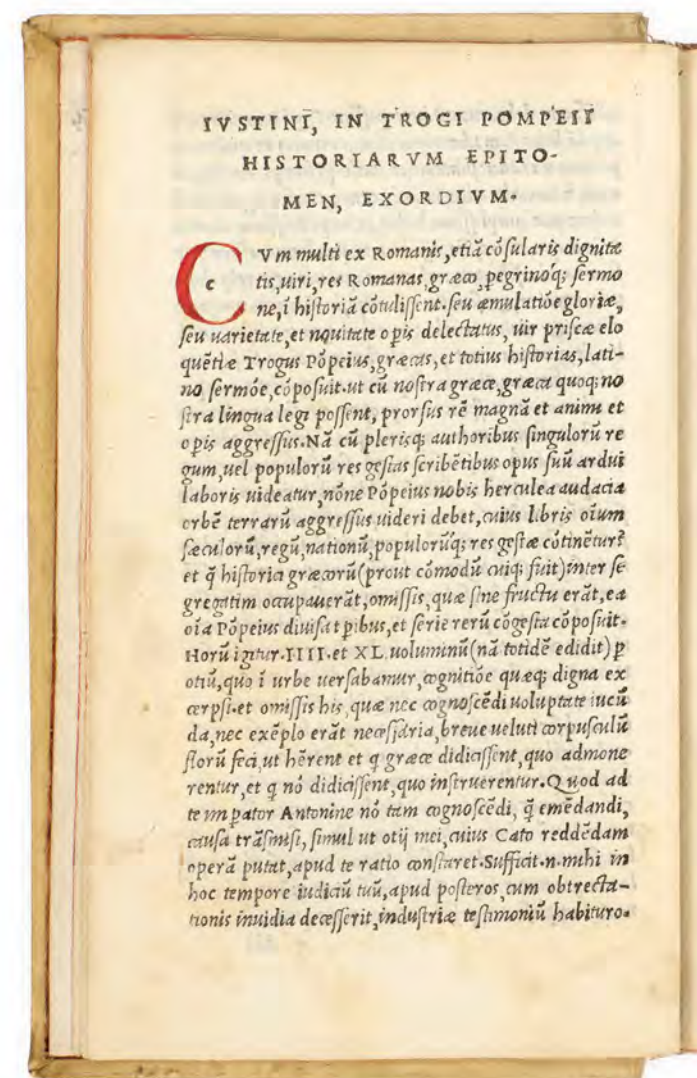 IVSTINI, IN TROGI POMPEII
HISTORIARVM EPITO-
MEN, EXORDIVM.
C
c
Vm multi ex Romanis, etiā cōsularis dignita
tis, uiri, res Romanas, græco, pegrinoq; sermo
ne, ī historiā cōtulissent. seu æmulatiōe gloriæ,
seu uarietate, et nouitate opis delectatus, uir priscæ elo
quētiæ Trogus Pōpeius, græcas, et totius historias, lati-
no sermōe, cōposuit. ut cū nostra græce, græca quoq; no
stra lingua legi possent, prorsus rē magnā et animi et
opis aggressus. Nā cū plerisq; authoribus singulorū re
gum, uel populorū res gestas scribētibus opus suū ardui
laboris uideatur, nōne Pōpeius nobis herculea audacia
orbē terrarū aggressus uideri debet, cuius libris oīum
sæculorū, regū, nationū, populorūq; res gestæ cōtinētur?
et q̄ historici græcorū (prout cōmodū cuiq; fuit) inter se
gregatim occupauerāt, omissis, quæ sine fructu erāt, ea
oīa Pōpeius diuisa t pibus, et serie rerū cōgesta cōposuit.
Horū igitur .IIII. et XL uoluminū (nā totidē edidit) p
otiū, quo ī urbe uersabamur, cognitiōe quæq; digna ex
cerpsi. et omissis his, quæ nec cognoscēdi uoluptate iucū
da, nec exēplo erāt necessaria, breue ueluti corpusculū
florū feci, ut hērent et q græce didicissent, quo admone
rentur, et q nō didicissent, quo instruerentur. Quod ad
te impator Antonine nō tam cognoscēdi, q̄ emēdandi,
causa trāsmisi, simul ut otij mei, cuius Cato reddēdam
operā putat, apud te ratio constaret. Sufficit .n. mihi in
hoc tempore iudiciū tuū, apud posteros, cum obtrecta-
tionis inuidia decesserit, industriæ testimoniū habituro.